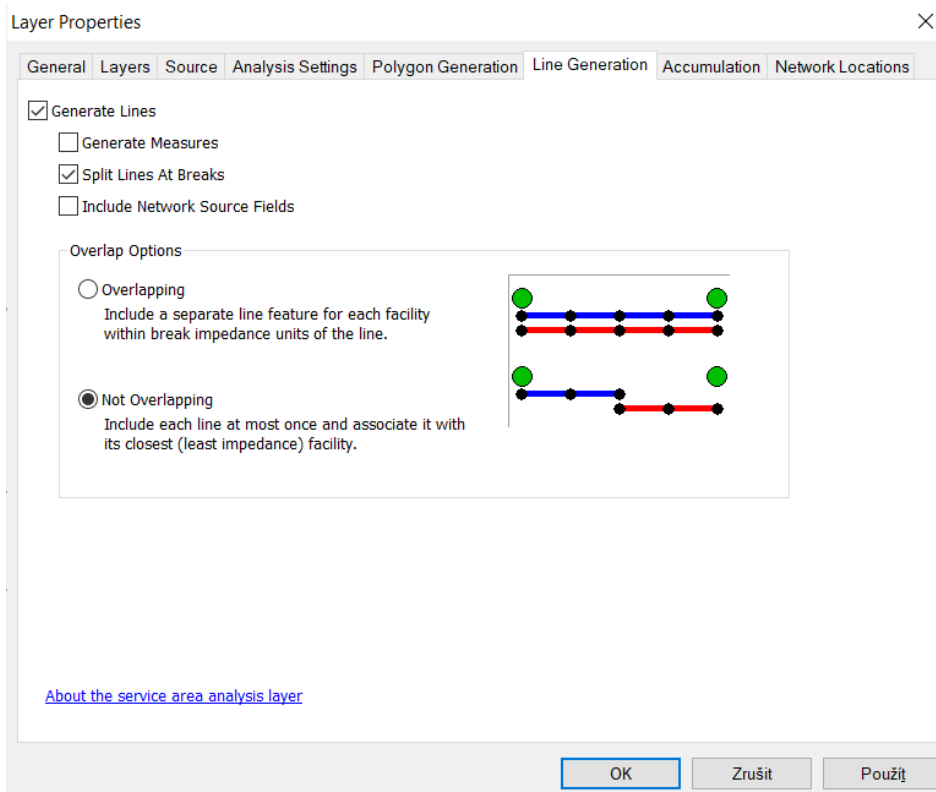 Layer Properties
General Layers Source Analysis Settings Polygon Generation Line Generation Accumulation Network Locations
Generate Lines
Generate Measures
Split Lines At Breaks
Include Network Source Fields
Overlap Options
Overlapping
Include a separate line feature for each facility
within break impedance units of the line.
Not Overlapping
Include each line at most once and associate it with
its closest (least impedance) facility.
About the service area analysis layer
OK Zrušit Použít